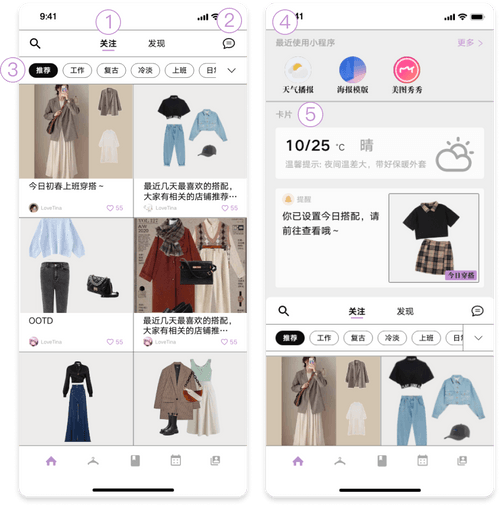 9:41
1
2
关注
发现
3
推荐
工作
复古
冷淡
上班
今日初春上班穿搭~
LoveTina
55
最近几天最喜欢的搭配，
大家有相关的店铺推荐…
LoveTina
55
AW
2020
OOTD
LoveTina
55
最近几天最喜欢的搭配，
大家有相关的店铺推…
LoveTina
55
4
:41
最近使用小程序
更多 >
天气播报
海报模版
美图秀秀
卡片
5
10/25 °C 晴
温馨提示: 夜间温差大，带好保暖外套
提醒
你已设置今日搭配，请
前往查看哦~
今日穿搭
关注
发现
推荐
工作
复古
冷淡
上班